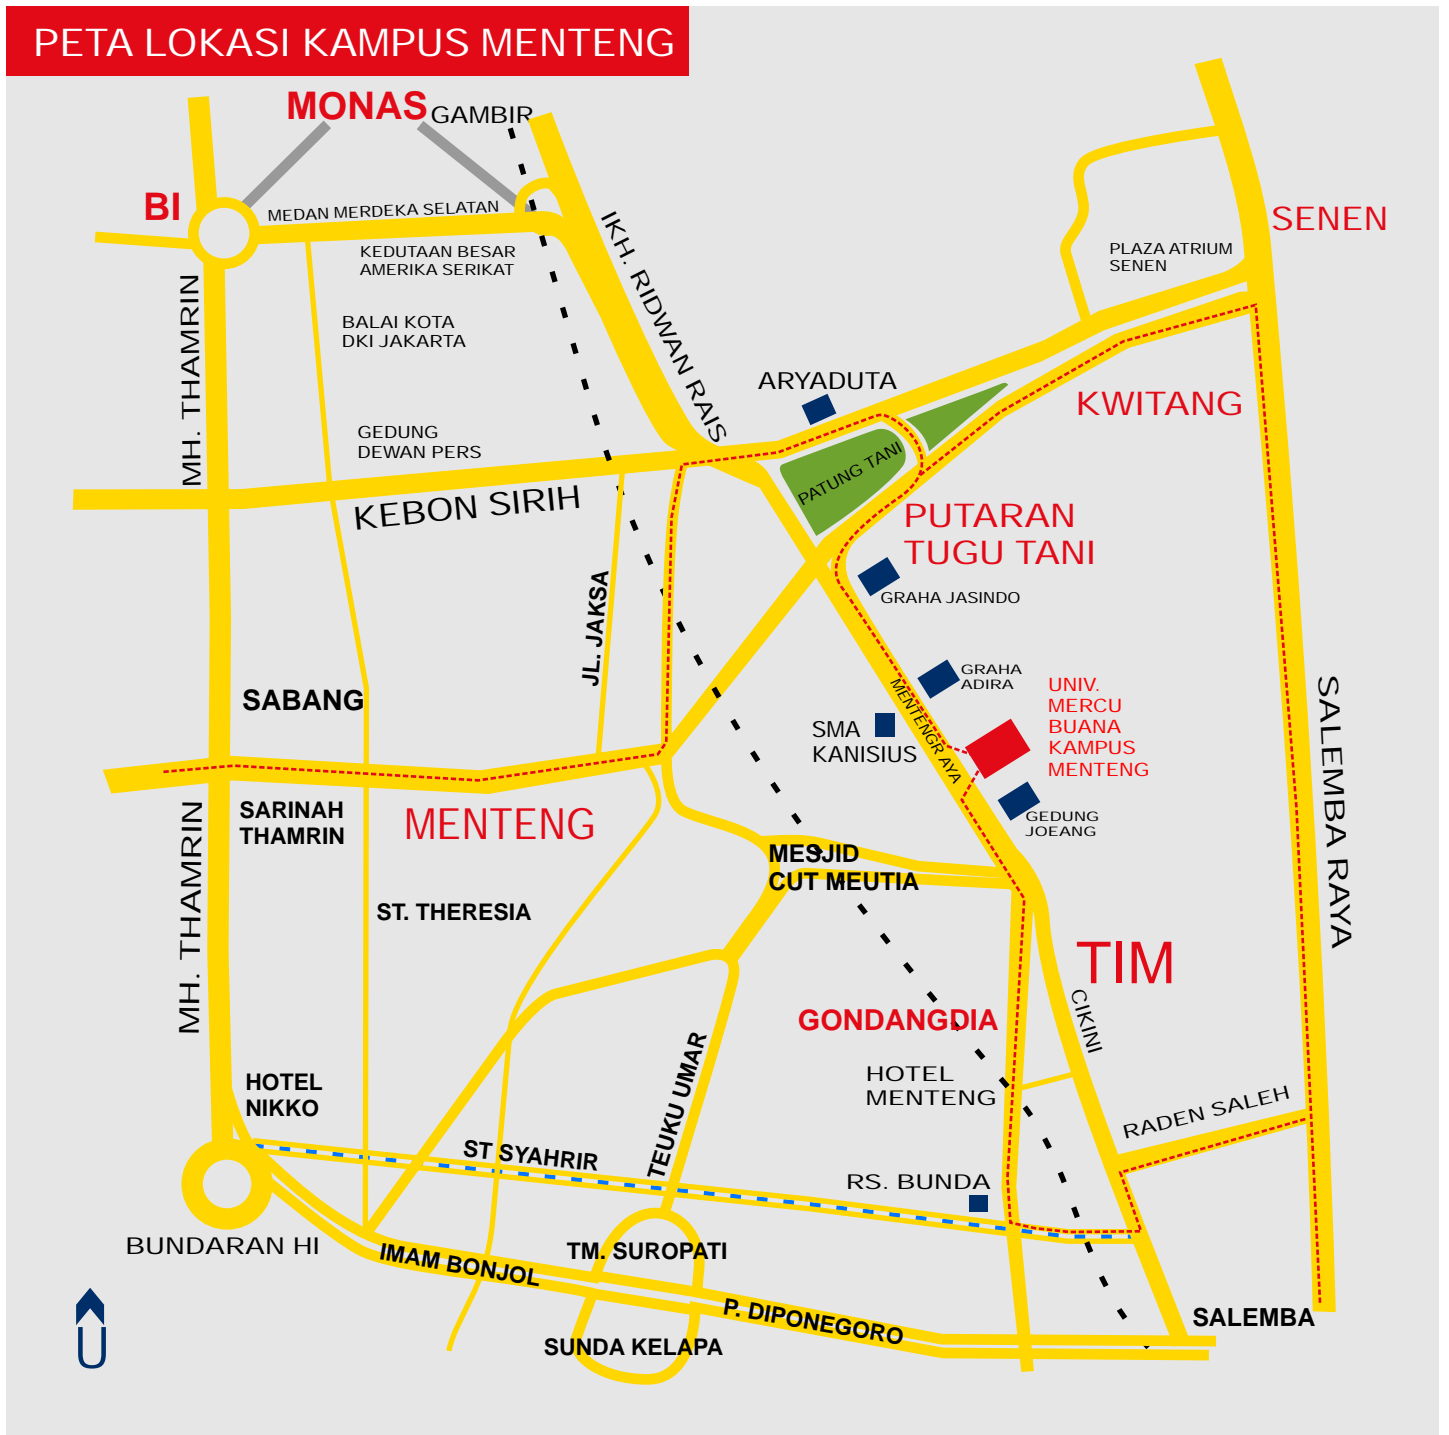 PETA LOKASI KAMPUS MENTENG
MONAS
GAMBIR
BI
MEDAN MERDEKA SELATAN
SENEN
IKH. RIDWAN RAIS
KEDUTAAN BESAR
AMERIKA SERIKAT
PLAZA ATRIUM
SENEN
MH. THAMRIN
BALAI KOTA
DKI JAKARTA
ARYADUTA
KWITANG
GEDUNG
DEWAN PERS
PATUNG TANI
KEBON SIRIH
PUTARAN
TUGU TANI
GRAHA JASINDO
JL. JAKSA
GRAHA
ADIRA
MENTENGR AYA
UNIV.
MERCU
BUANA
KAMPUS
MENTENG
SABANG
SMA
KANISIUS
SALEMBA RAYA
SARINAH
THAMRIN
MENTENG
GEDUNG
JOEANG
MH. THAMRIN
MESJID
CUT MEUTIA
ST. THERESIA
TIM
CIKINI
GONDANGDIA
HOTEL
NIKKO
TEUKU UMAR
HOTEL
MENTENG
RADEN SALEH
ST SYAHRIR
RS. BUNDA
BUNDARAN HI
IMAM BONJOL
TM. SUROPATI
P. DIPONEGORO
SALEMBA
SUNDA KELAPA
U